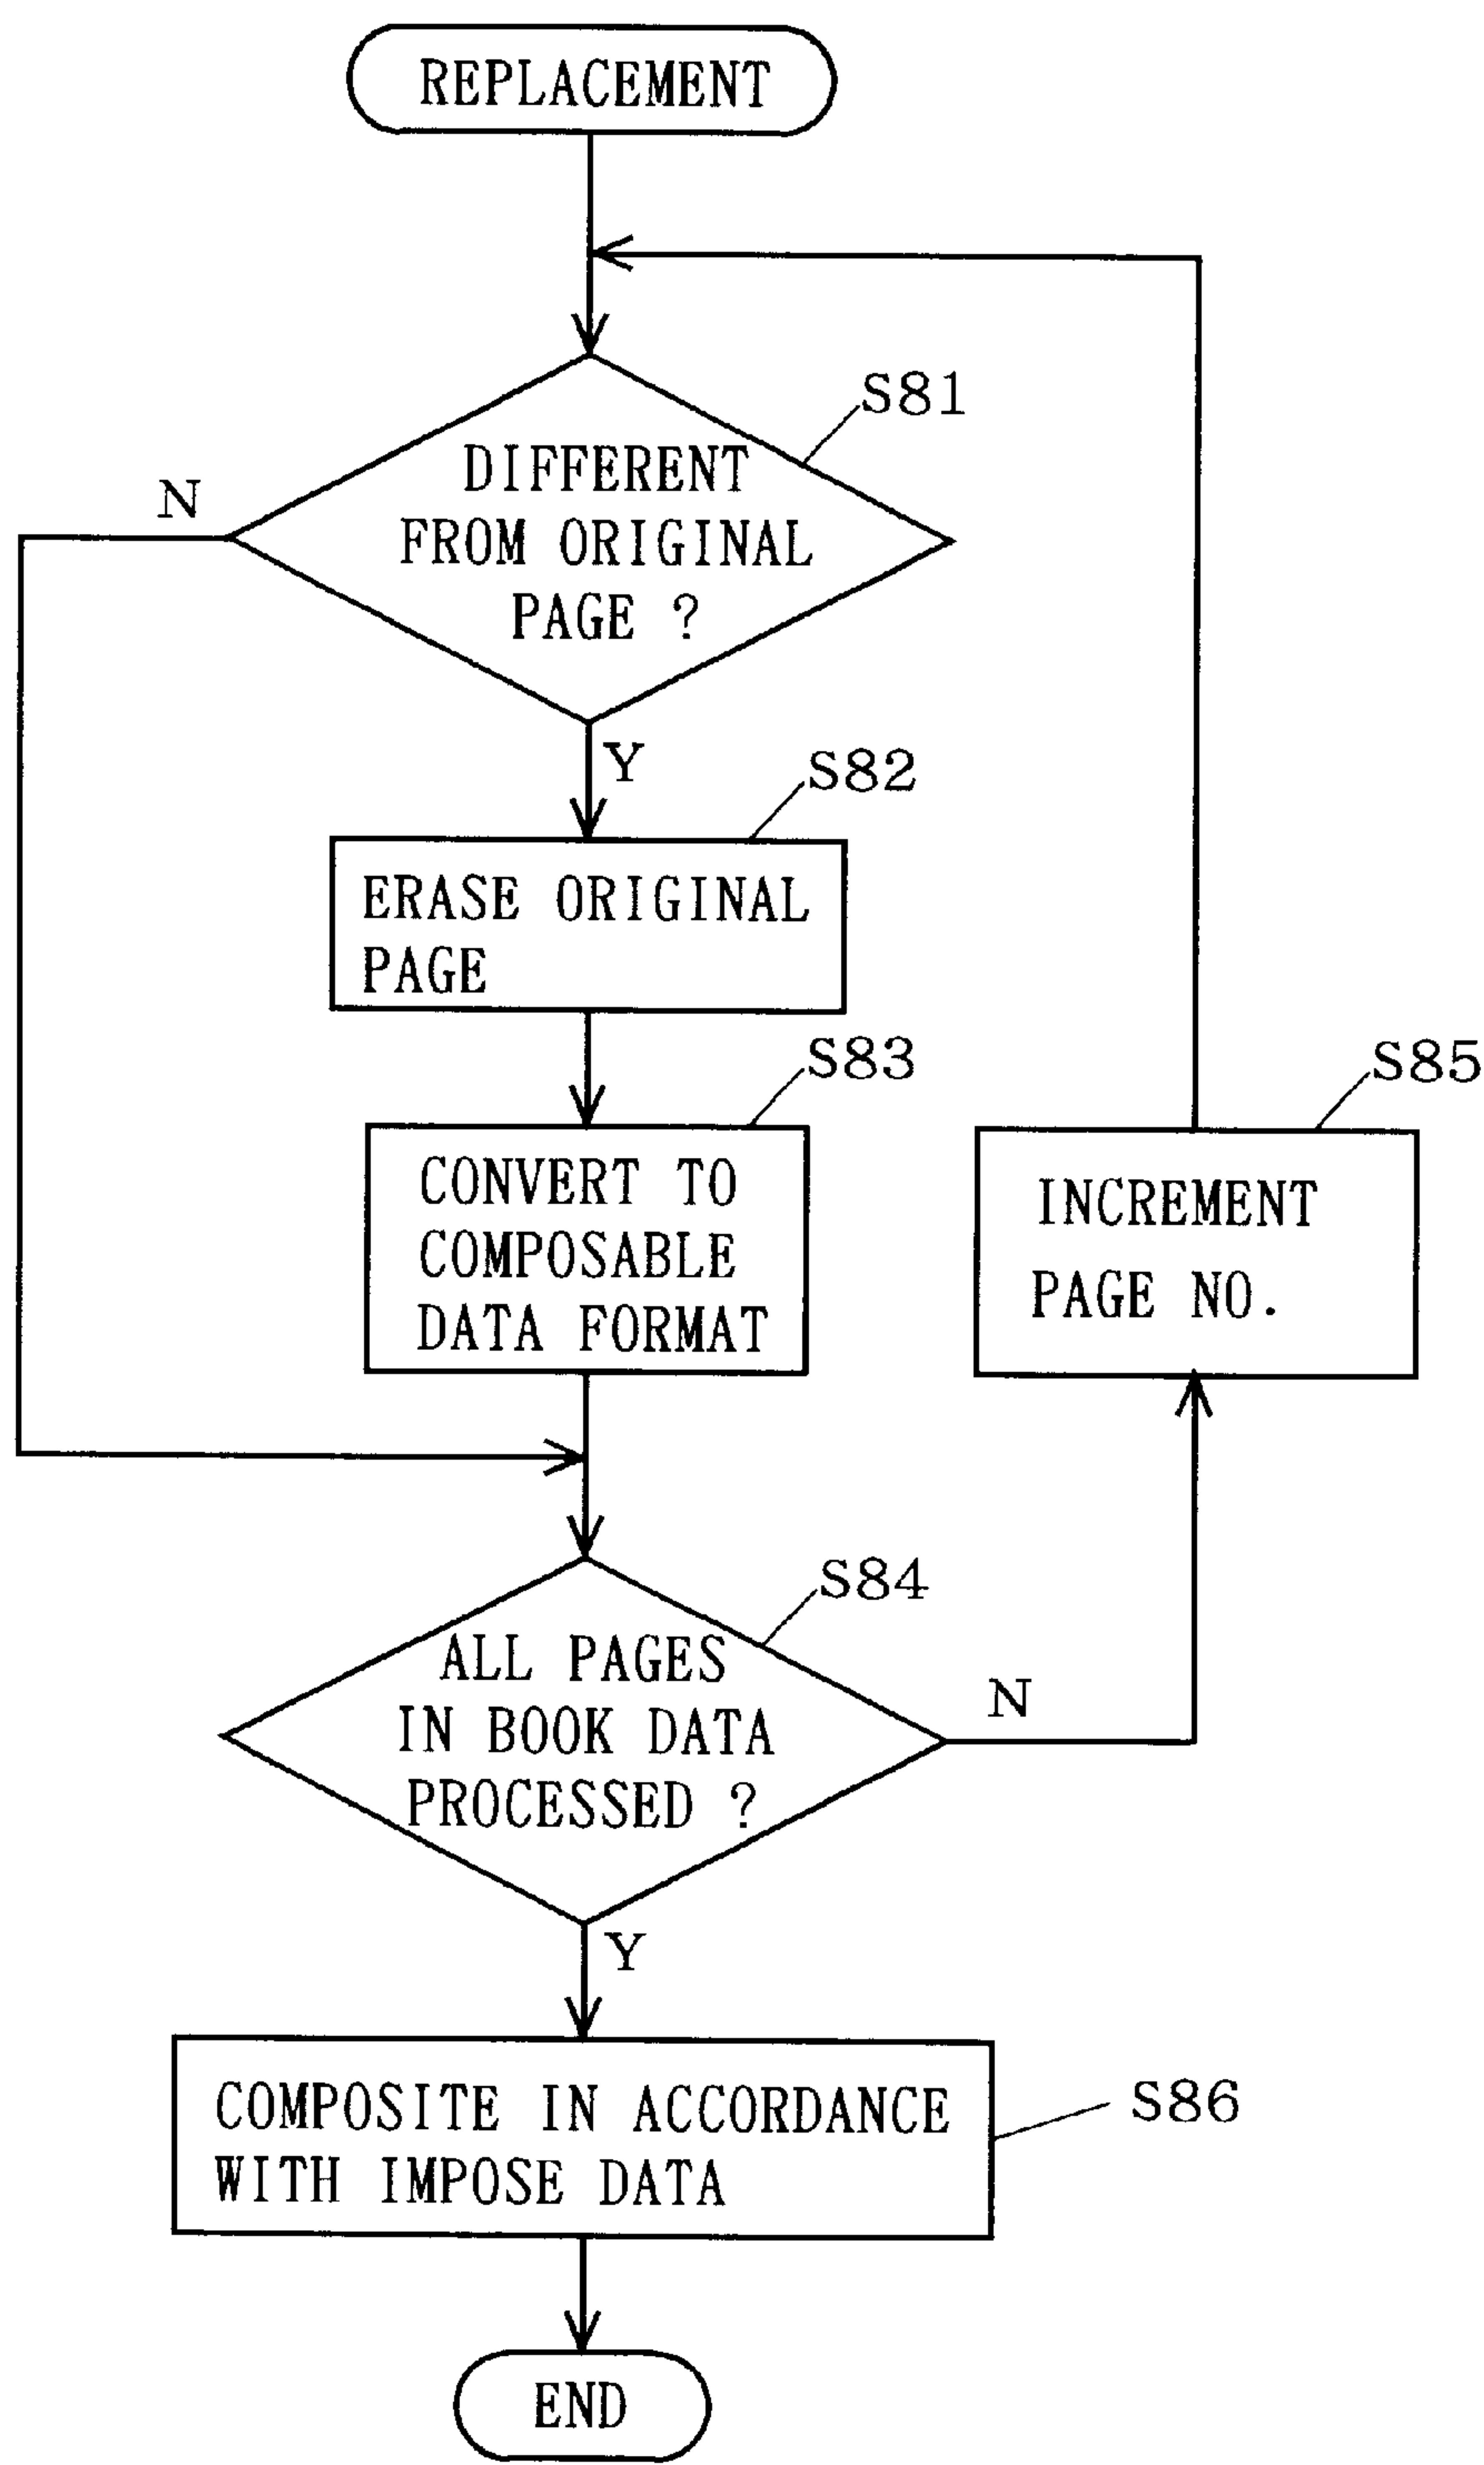 REPLACEMENT
S81
DIFFERENT
FROM ORIGINAL
PAGE ?
N
Y
S82
ERASE ORIGINAL
PAGE
S83
CONVERT TO
COMPOSABLE
DATA FORMAT
S85
INCREMENT
PAGE NO.
S84
ALL PAGES
IN BOOK DATA
PROCESSED ?
N
Y
COMPOSITE IN ACCORDANCE
WITH IMPOSE DATA
S86
END